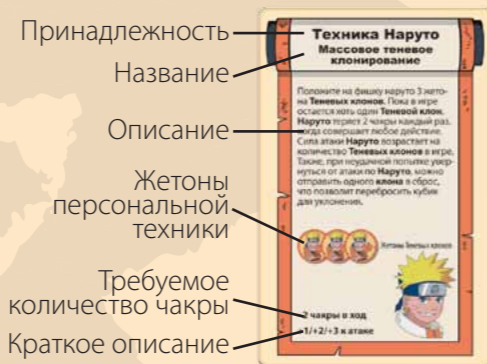 Принадлежность
Название
Описание
Жетоны
персональной
техники
Требуемое
количество чакры
Краткое описание
Техника Наруто
Массовое теневое
клонирование
Положите на фишку наруто 3 жето-
на Теневых клонов. Пока в игре
остается хоть один Теневой клон,
Наруто теряет 2 чакры каждый раз,
когда совершает любое действие.
Сила атаки Наруто возрастает на
количество Теневых клонов в игре.
Также, при неудачной попытке увер-
нуться от атаки по Наруто, можно
отправить одного клона в сброс,
что позволит перебросить кубик
для уклонения.
Жетоны Теневых клонов
2 чакры в ход
+1/+2/+3 к атаке